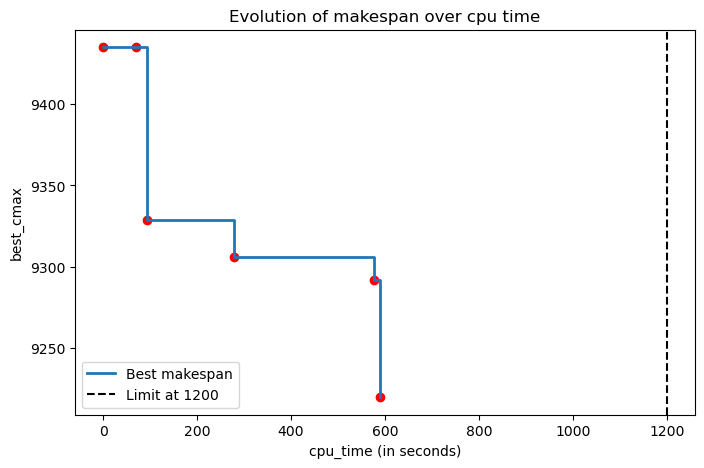 Evolution of makespan over cpu time
best_cmax
9400
9350
9300
9250
Best makespan
Limit at 1200
0
200
400
600
800
1000
1200
cpu_time (in seconds)